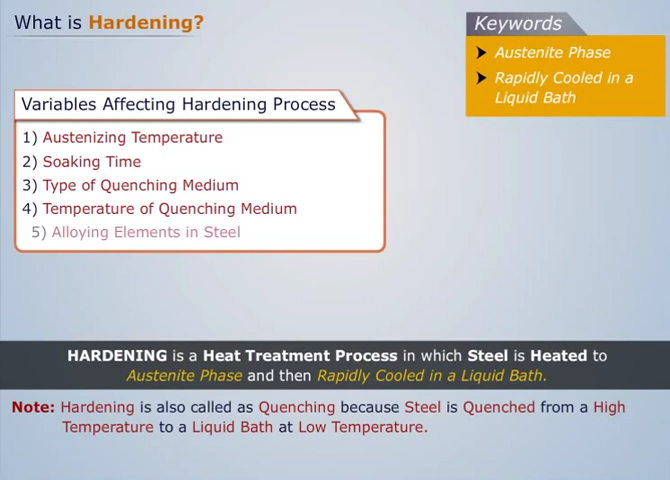 What is Hardening?
Keywords
Austenite Phase
Rapidly Cooled in a
Liquid Bath
Variables Affecting Hardening Process
1) Austenizing Temperature
2) Soaking Time
3) Type of Quenching Medium
4) Temperature of Quenching Medium
5) Alloying Elements in Steel
HARDENING is a Heat Treatment Process in which Steel is Heated to
Austenite Phase and then Rapidly Cooled in a Liquid Bath.
Note: Hardening is also called as Quenching because Steel is Quenched from a High
Temperature to a Liquid Bath at Low Temperature.